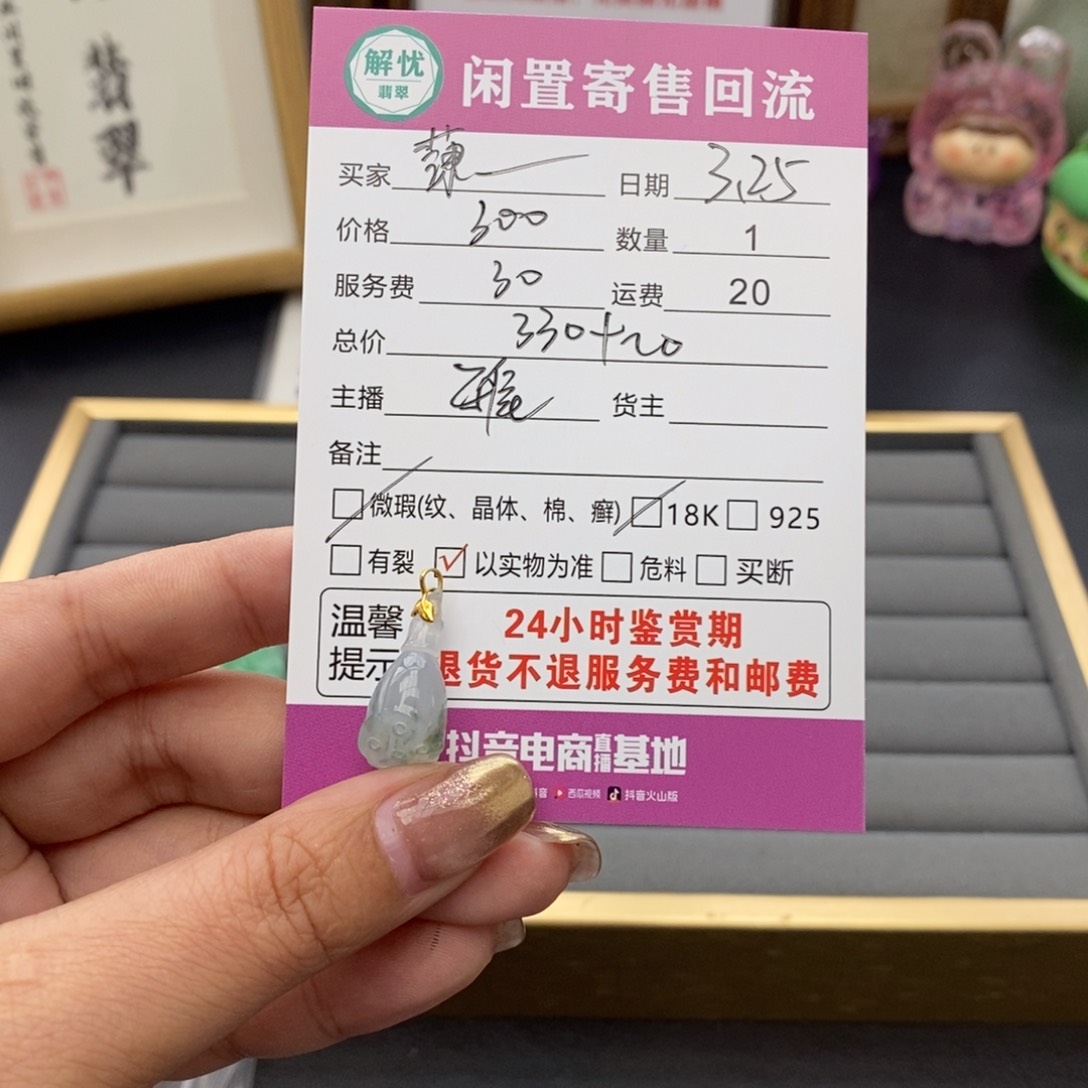 翡翠
解忧
翡翠
闲置寄售回流
买家 陳一 日期 3.25
价格 300 数量 1
服务费 30 运费 20
总价 330+20
主播 雅 货主
备注
微瑕(纹、晶体、棉、癣) 18K 925
有裂 以实物为准 危料 买断
温馨 24小时鉴赏期
提示 退货不退服务费和邮费
抖音电商直播基地
抖音 西瓜视频 抖音火山版